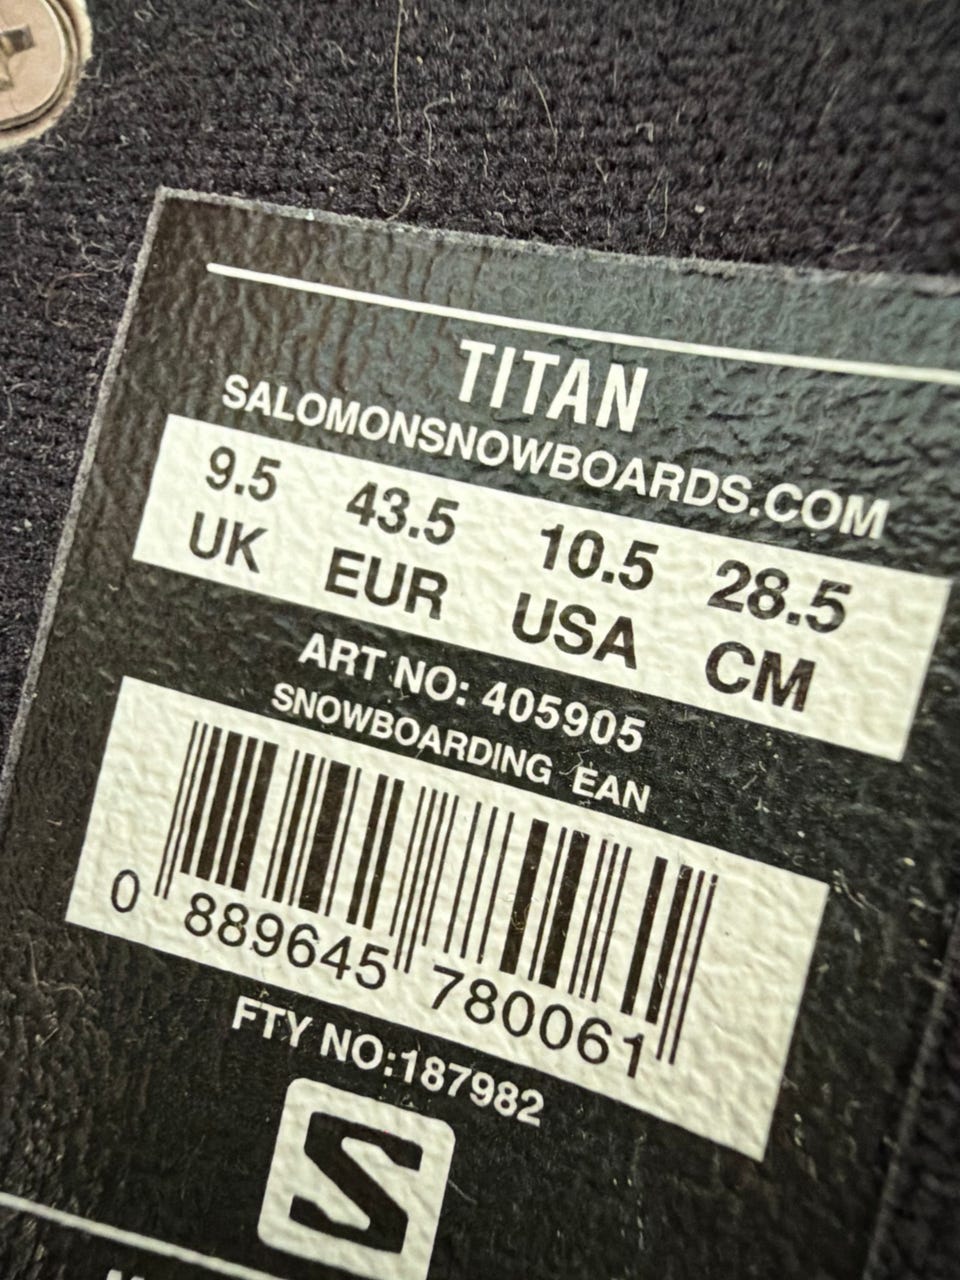 TITAN
SALOMONSNOWBOARDS.COM
9.5 43.5 10.5 28.5
UK EUR USA CM
ART NO: 405905
SNOWBOARDING EAN
0 889645 780061
FTY NO:187982
S